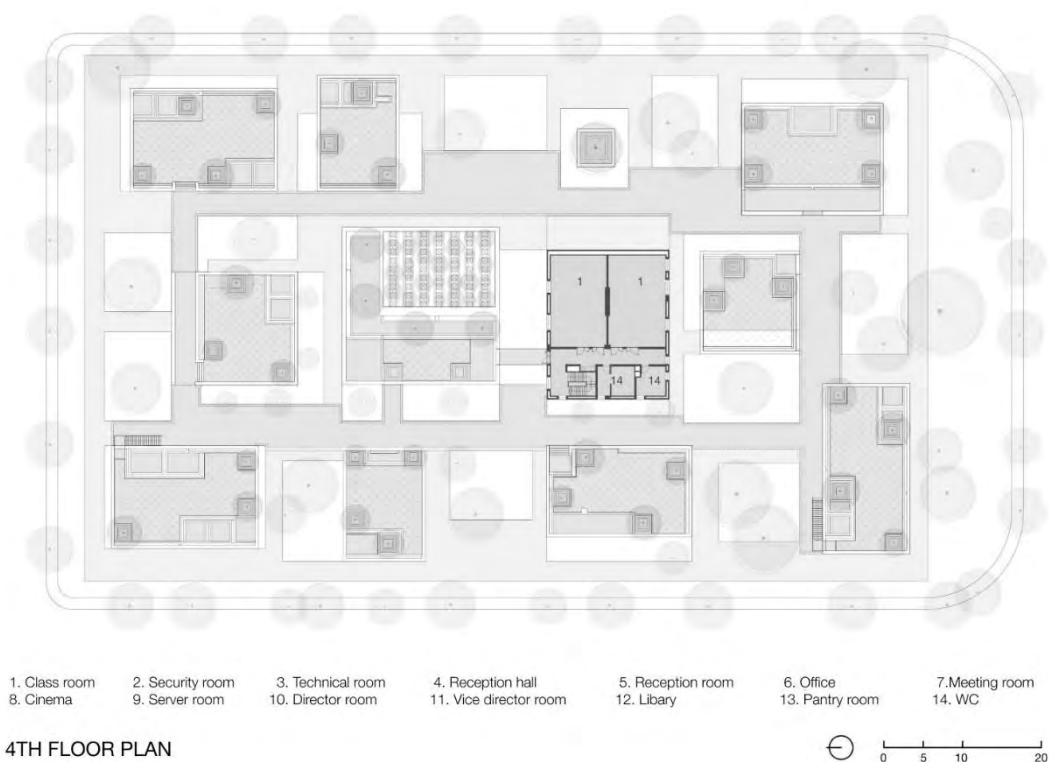 1 1
14 14
1. Class room 2. Security room 3. Technical room 4. Reception hall 5. Reception room 6. Office 7.Meeting room
8. Cinema 9. Server room 10. Director room 11. Vice director room 12. Libary 13. Pantry room 14. WC
4TH FLOOR PLAN
0 5 10 20